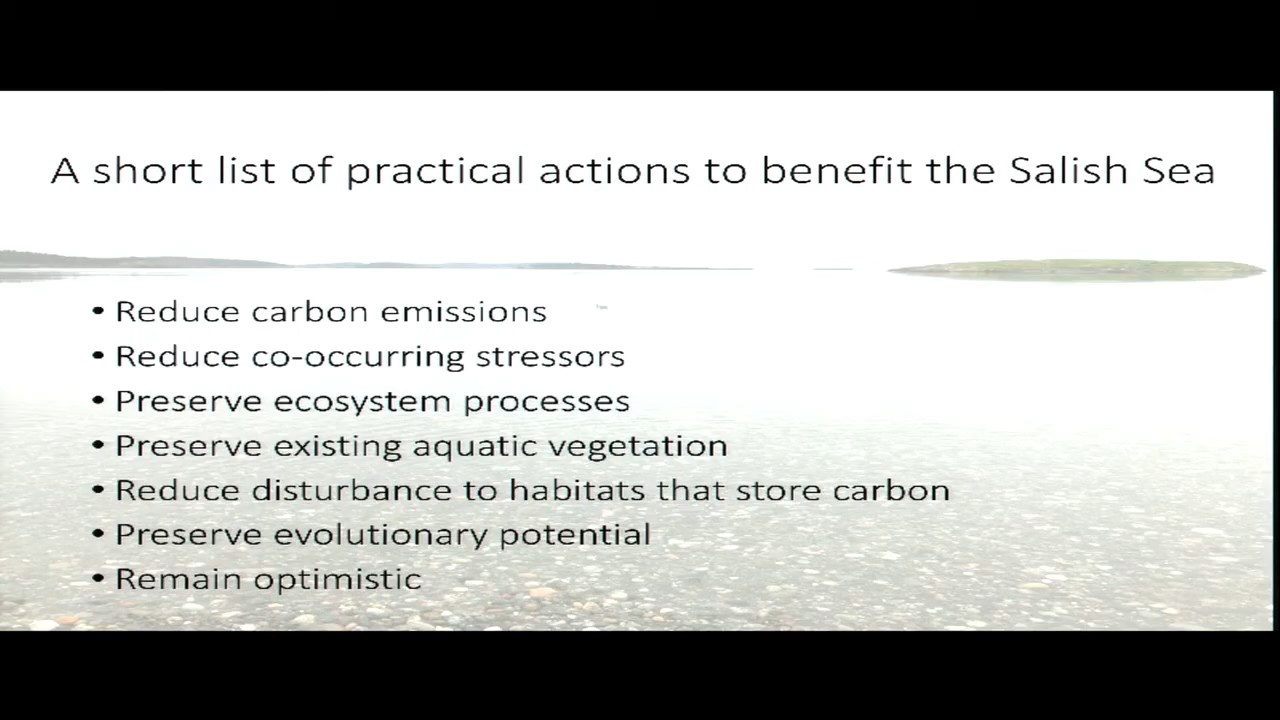 A short list of practical actions to benefit the Salish Sea
• Reduce carbon emissions
• Reduce co-occurring stressors
• Preserve ecosystem processes
• Preserve existing aquatic vegetation
• Reduce disturbance to habitats that store carbon
• Preserve evolutionary potential
• Remain optimistic